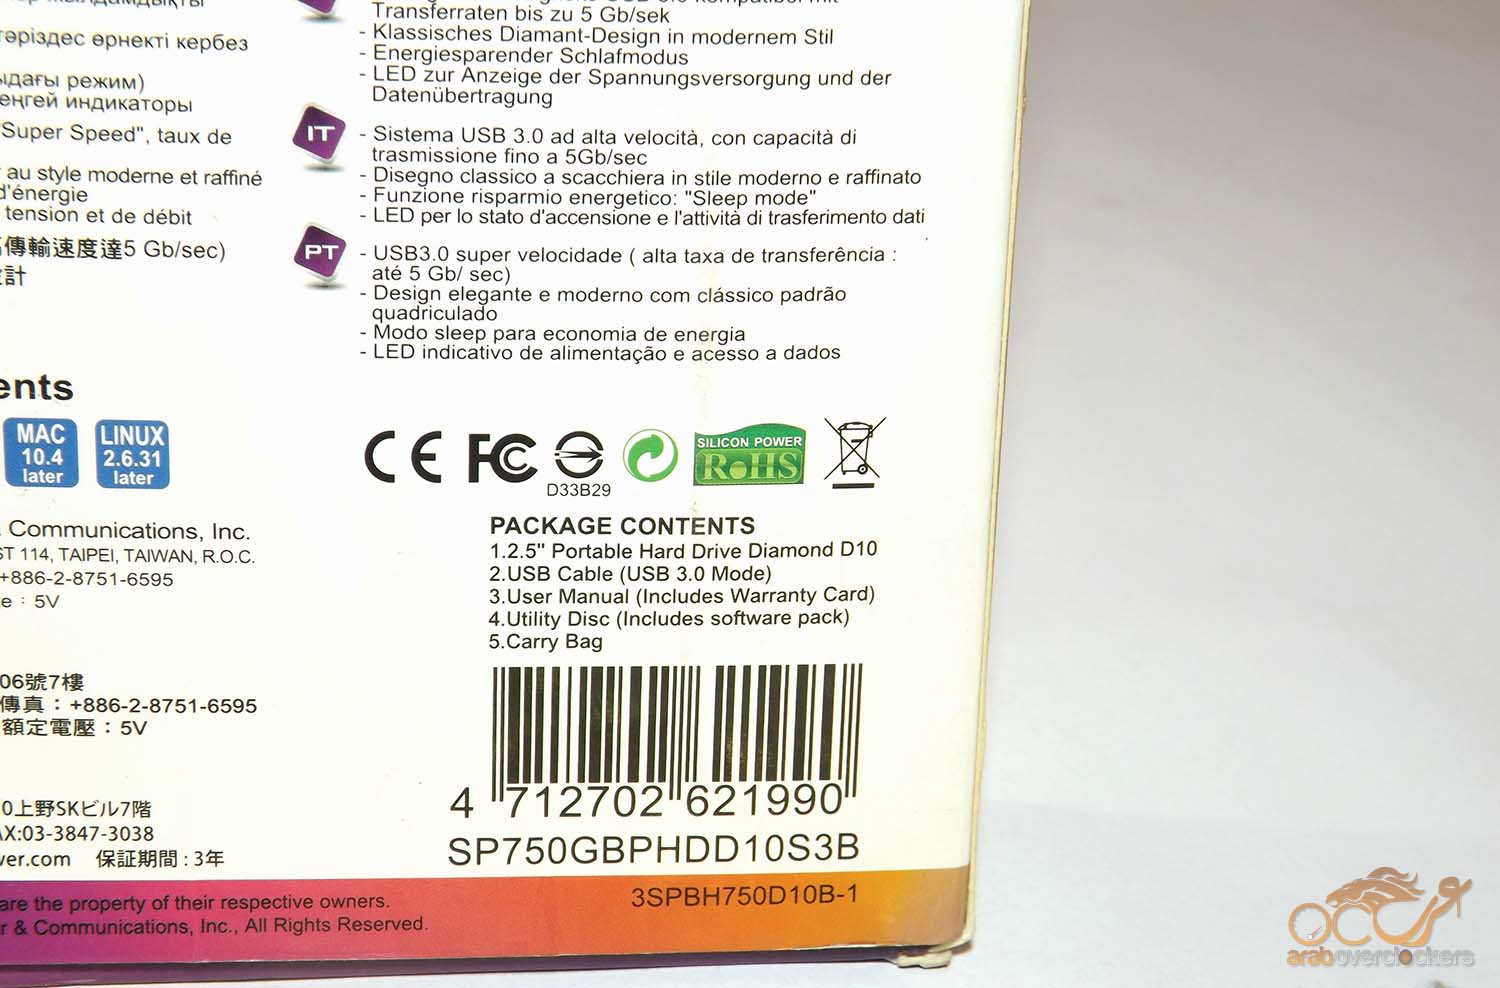 тәріздес өрнекті кербез
ыдағы режим)
еңгей индикаторы
Super Speed", taux de
au style moderne et raffiné
d'énergie
tension et de débit
傳輸速度達5 Gb/sec)
計
Transferraten bis zu 5 Gb/sek
- Klassisches Diamant-Design in modernem Stil
- Energiesparender Schlafmodus
- LED zur Anzeige der Spannungsversorgung und der
Datenübertragung
IT
- Sistema USB 3.0 ad alta velocità, con capacità di
trasmissione fino a 5Gb/sec
- Disegno classico a scacchiera in stile moderno e raffinato
- Funzione risparmio energetico: "Sleep mode"
- LED per lo stato d'accensione e l'attività di trasferimento dati
PT
- USB3.0 super velocidade ( alta taxa de transferência :
até 5 Gb/ sec)
- Design elegante e moderno com clássico padrão
quadriculado
- Modo sleep para economia de energia
- LED indicativo de alimentação e acesso a dados
ents
MAC
10.4
later
LINUX
2.6.31
later
CE FC
D33B29
SILICON POWER
RoHS
& Communications, Inc.
ST 114, TAIPEI, TAIWAN, R.O.C.
+886-2-8751-6595
e : 5V
06號7樓
傳真：+886-2-8751-6595
額定電壓：5V
0上野SKビル7階
AX:03-3847-3038
wer.com 保証期間 : 3年
PACKAGE CONTENTS
1.2.5" Portable Hard Drive Diamond D10
2.USB Cable (USB 3.0 Mode)
3.User Manual (Includes Warranty Card)
4.Utility Disc (Includes software pack)
5.Carry Bag
4 712702 621990
SP750GBPHDD10S3B
are the property of their respective owners.
r & Communications, Inc., All Rights Reserved.
3SPBH750D10B-1
araboverclockers